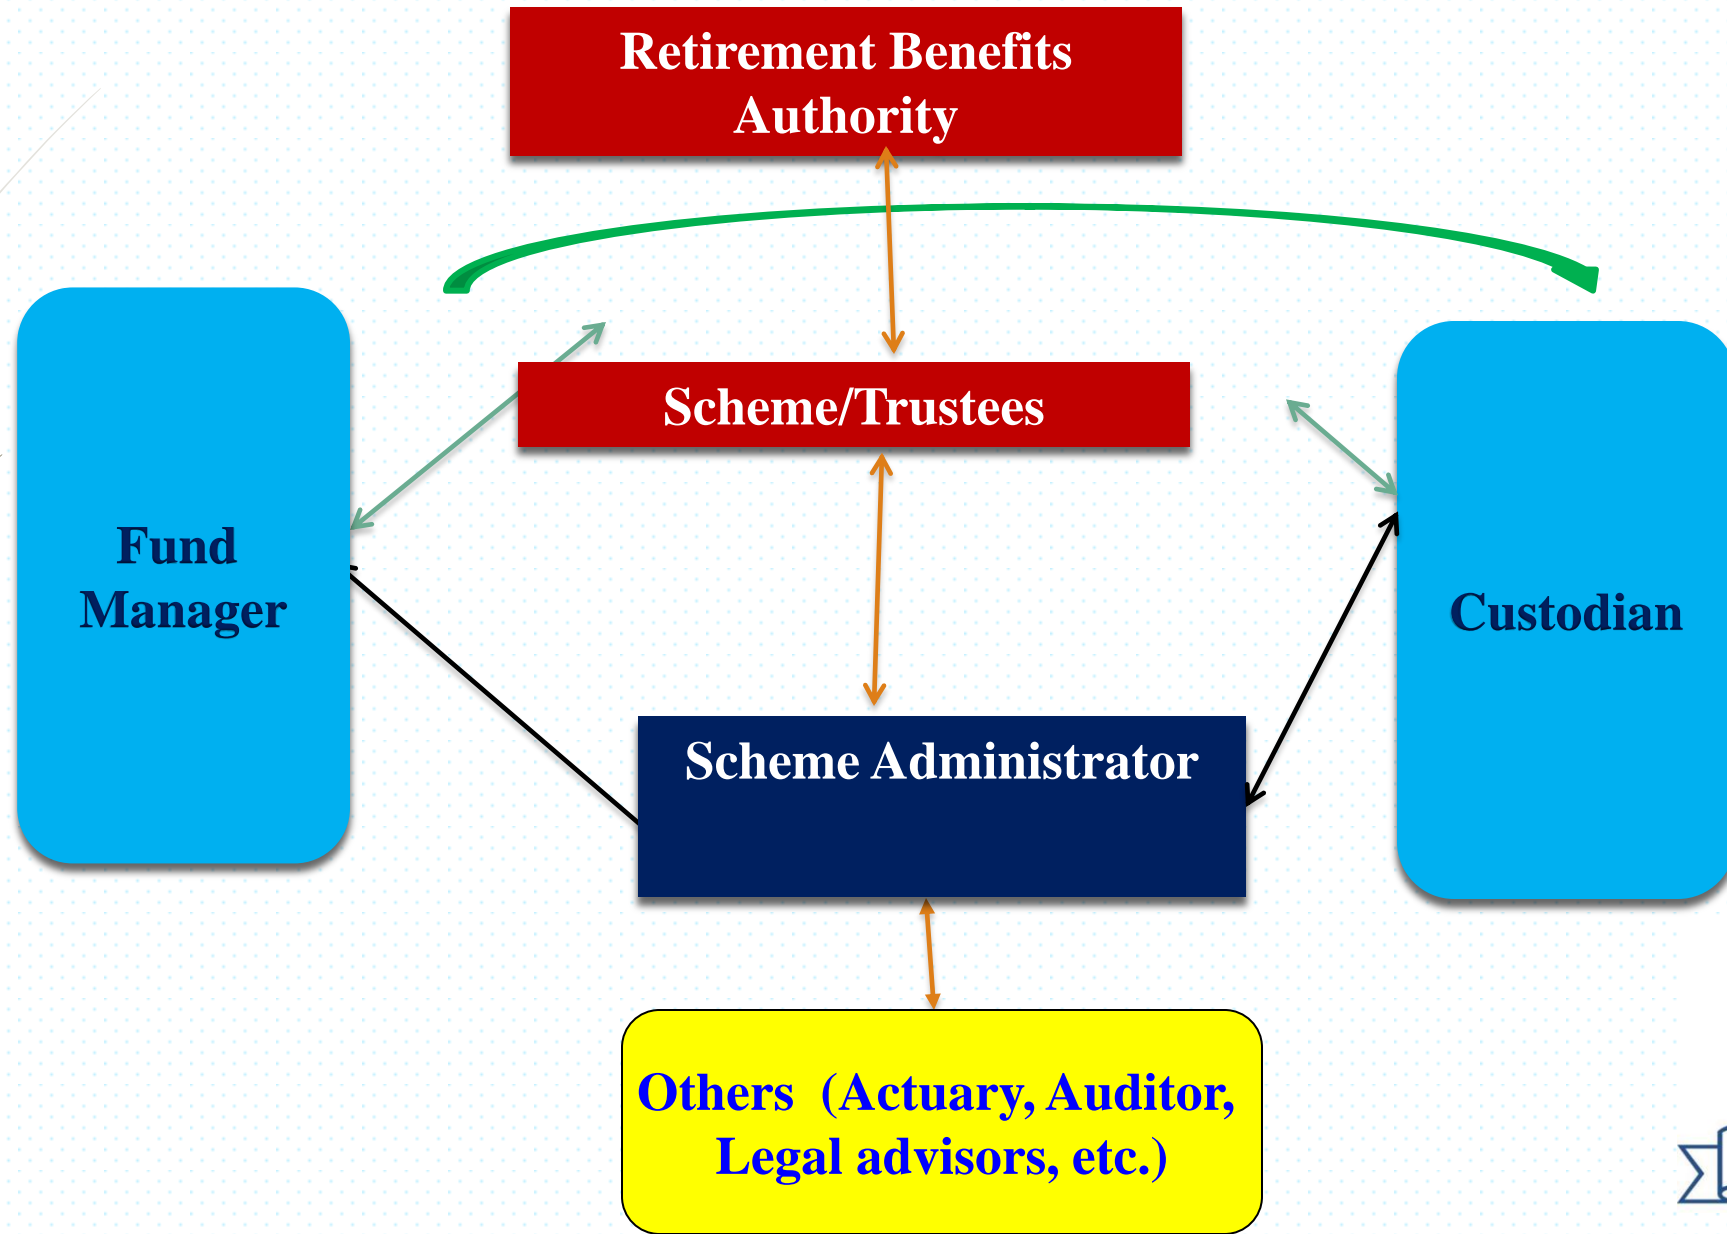 Retirement Benefits
Authority
Scheme/Trustees
Fund
Manager
Custodian
Scheme Administrator
Others  (Actuary, Auditor,
Legal advisors, etc.)